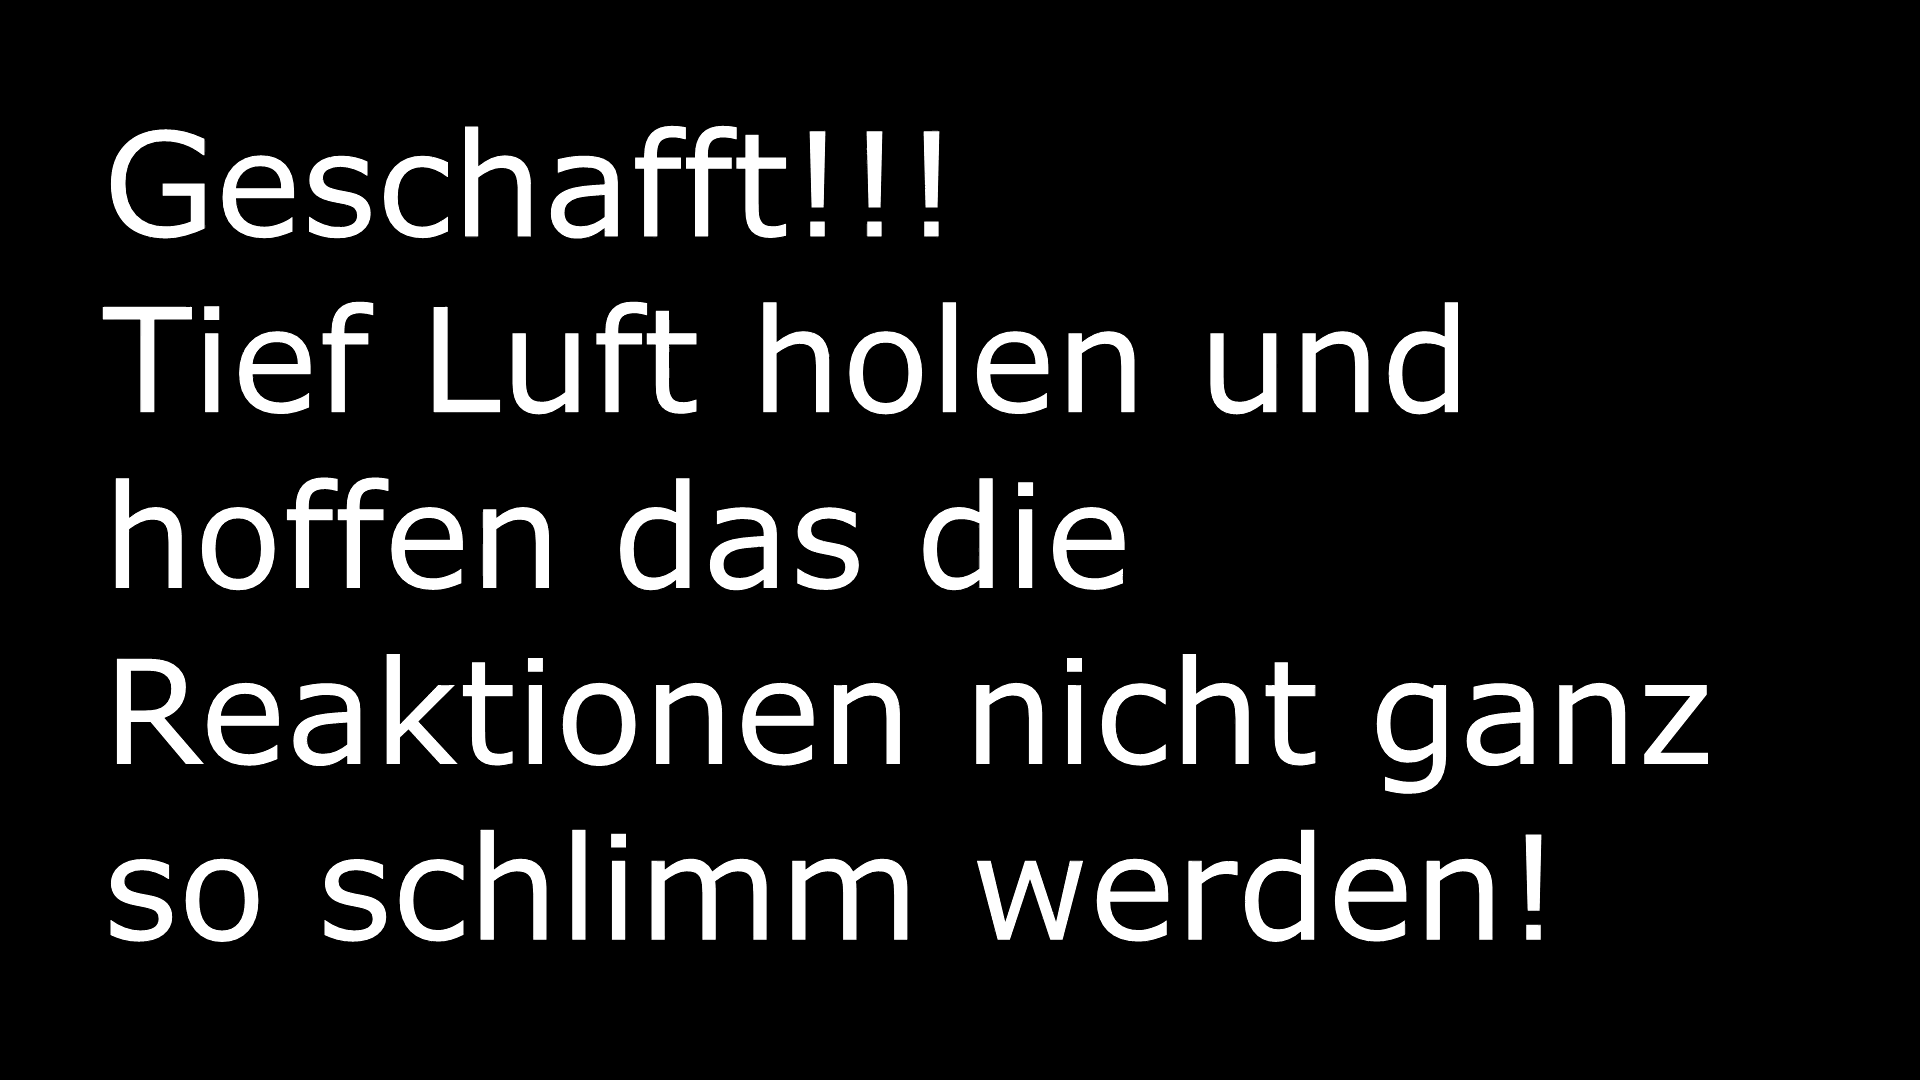 Geschafft!!!
Tief Luft holen und
hoffen das die
Reaktionen nicht ganz
so schlimm werden!